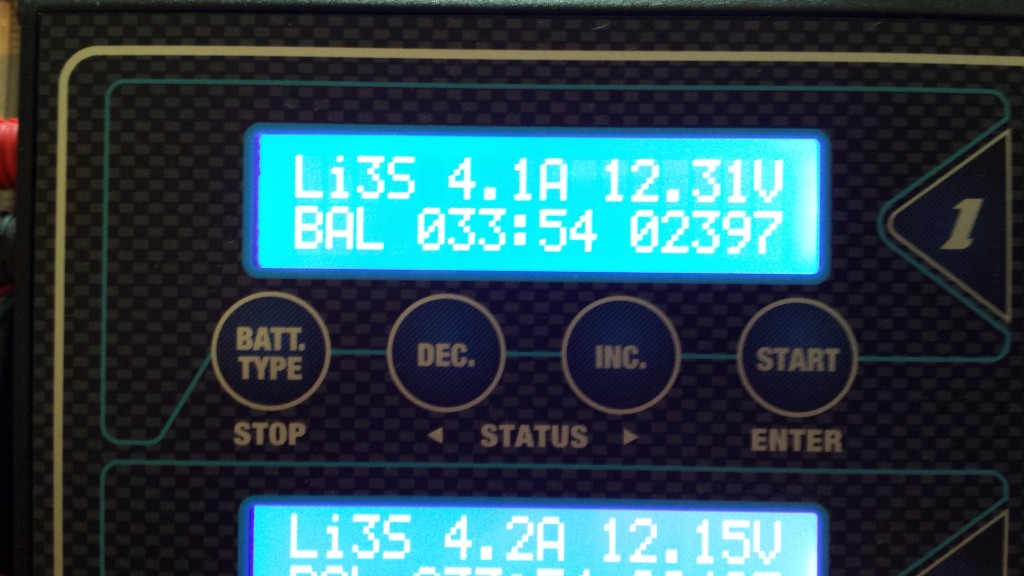 Li3S 4.1A 12.31V
BAL 033:54 02397
1
BATT.
TYPE
DEC.
INC.
START
STOP
◄ STATUS ►
ENTER
Li3S 4.2A 12.15V